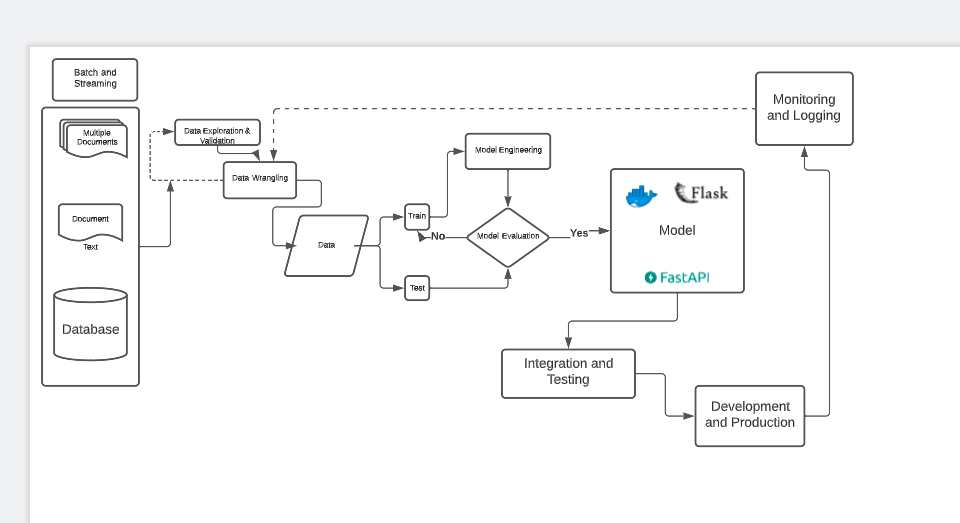 Batch and
Streaming
Multiple
Documents
Document
Text
Database
Data Exploration &
Validation
Data Wrangling
Data
Train
Test
Model Engineering
Model Evaluation
No
Yes
Flask
Model
FastAPI
Integration and
Testing
Development
and Production
Monitoring
and Logging